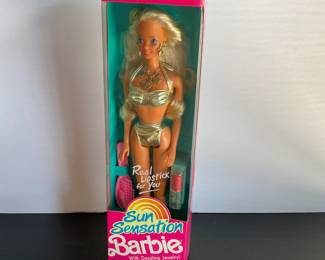 Real
Lipstick
for You
Sun
Sensation
Barbie
With Dazzling Jewelry!